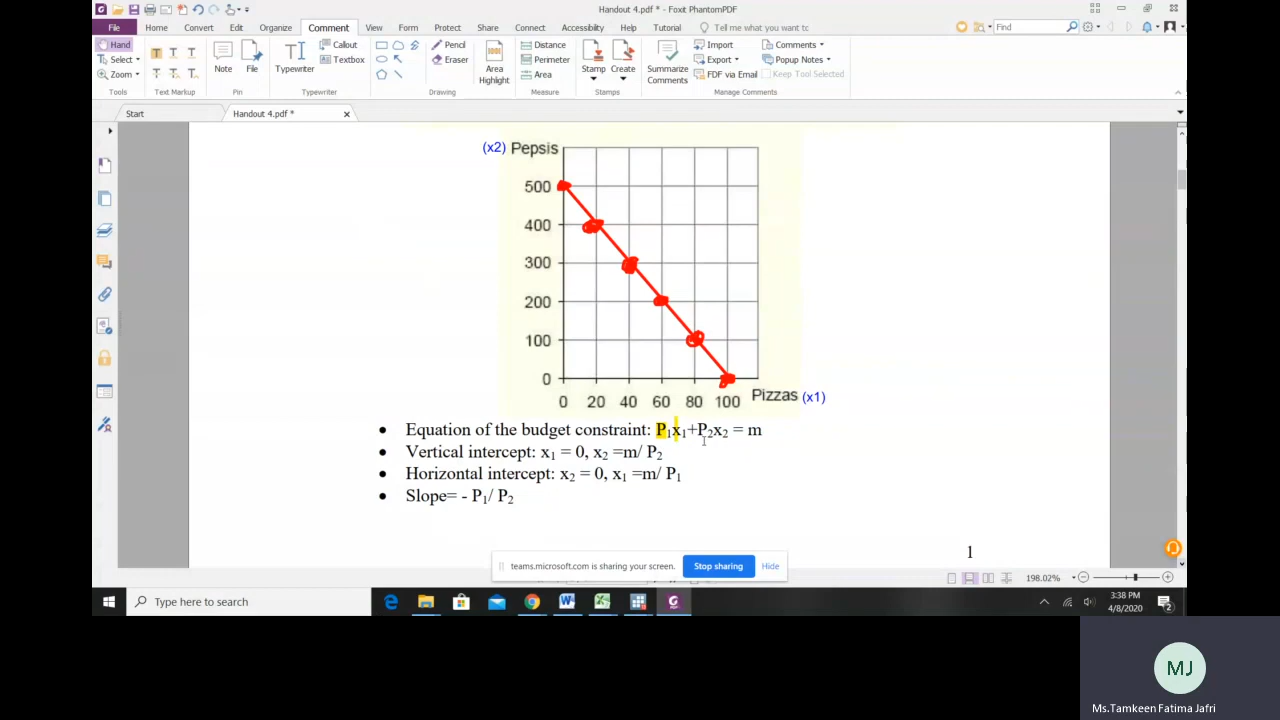 Handout 4.pdf * - Foxit PhantomPDF
File Home Convert Edit Organize Comment View Form Protect Share Connect Accessibility Help Tutorial Tell me what you want to do Find
Hand
Select
Zoom
Tools
T T T
T T T
Text Markup
Note File
Pin
Typewriter
Callout
Textbox
Typewriter
Pencil
Eraser
Area Highlight
Drawing
Distance
Perimeter
Area
Measure
Stamp Create
Stamps
Summarize Comments
Import
Export
FDF via Email
Comments
Popup Notes
Keep Tool Selected
Manage Comments
Start Handout 4.pdf *
(x2) Pepsis
500
400
300
200
100
0
0 20 40 60 80 100 Pizzas (x1)
• Equation of the budget constraint: P₁x₁+P₂x₂ = m
• Vertical intercept: x₁ = 0, x₂ =m/ P₂
• Horizontal intercept: x₂ = 0, x₁ =m/ P₁
• Slope= - P₁/ P₂
1
teams.microsoft.com is sharing your screen. Stop sharing Hide
198.02%
Type here to search
3:38 PM
4/8/2020
2
MJ
Ms.Tamkeen Fatima Jafri